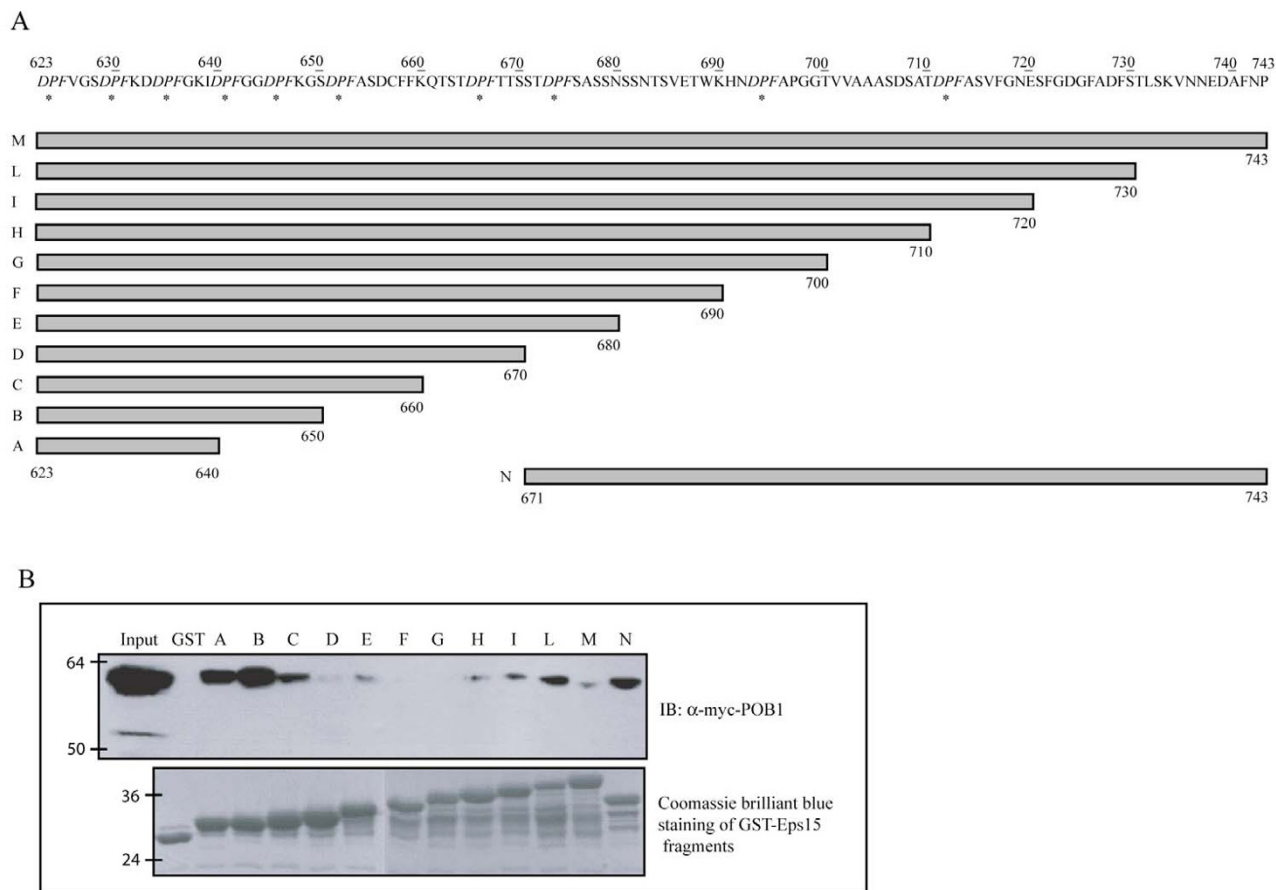 A
623 630 640 650 660 670 680 690 700 710 720 730 740 743
DPFVGSDPFKDDPFGKIDPFGGDPFKGSDPFASDCFFKQTSTDPFTTSSTDPFSASSNSSNTSVETWKHNDPFAPGGTVVAAASDSATDPFASVFGNESFGDGFADFSTLSKVNNEDAFNP
* * * * * * * * * *
M
743
L
730
I
720
H
710
G
700
F
690
E
680
D
670
C
660
B
650
A
623 640
N
671 743
B
Input GST A B C D E F G H I L M N
64
IB: α-myc-POB1
50
36
Coomassie brilliant blue
staining of GST-Eps15
fragments
24